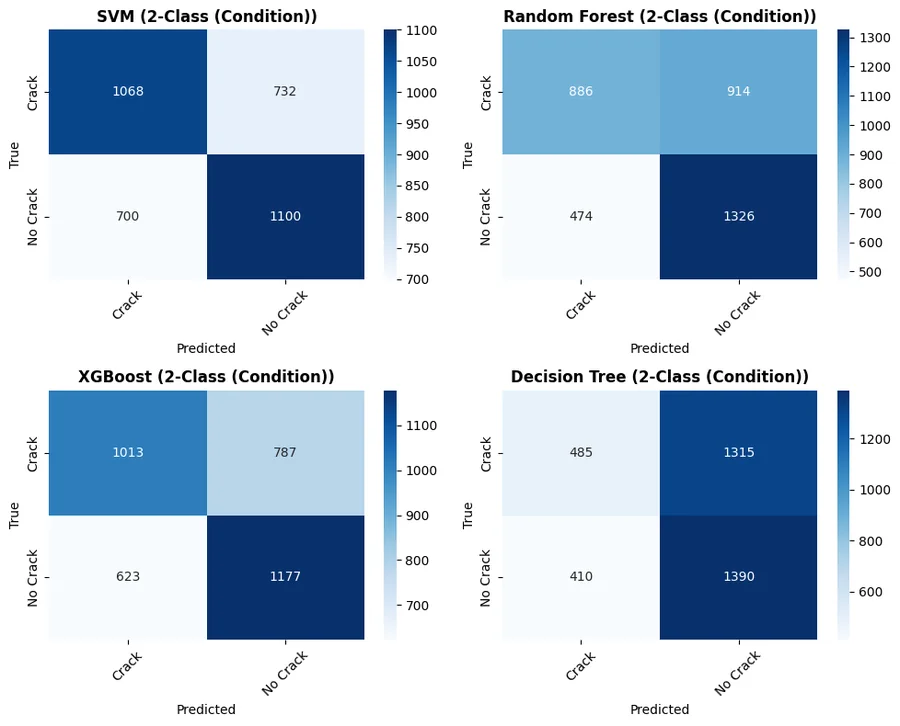 SVM (2-Class (Condition))
True
Crack
No Crack
1068 732
700 1100
Crack No Crack
Predicted
1100
1050
1000
950
900
850
800
750
700
Random Forest (2-Class (Condition))
True
Crack
No Crack
886 914
474 1326
Crack No Crack
Predicted
1300
1200
1100
1000
900
800
700
600
500
XGBoost (2-Class (Condition))
True
Crack
No Crack
1013 787
623 1177
Crack No Crack
Predicted
1100
1000
900
800
700
Decision Tree (2-Class (Condition))
True
Crack
No Crack
485 1315
410 1390
Crack No Crack
Predicted
1200
1000
800
600